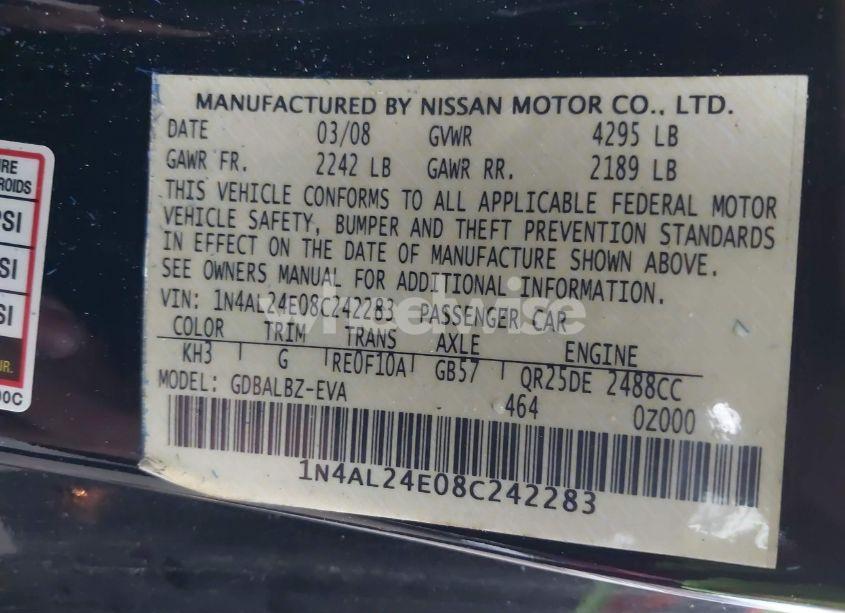 MANUFACTURED BY NISSAN MOTOR CO., LTD.
DATE 03/08 GVWR 4295 LB
GAWR FR. 2242 LB GAWR RR. 2189 LB
THIS VEHICLE CONFORMS TO ALL APPLICABLE FEDERAL MOTOR
VEHICLE SAFETY, BUMPER AND THEFT PREVENTION STANDARDS
IN EFFECT ON THE DATE OF MANUFACTURE SHOWN ABOVE.
SEE OWNERS MANUAL FOR ADDITIONAL INFORMATION.
VIN: 1N4AL24E08C242283 PASSENGER CAR
COLOR TRIM TRANS AXLE ENGINE
KH3 G RE0F10A GB57 QR25DE 2488CC
MODEL: GDBALBZ-EVA 464 0Z000
1N4AL24E08C242283
PSI